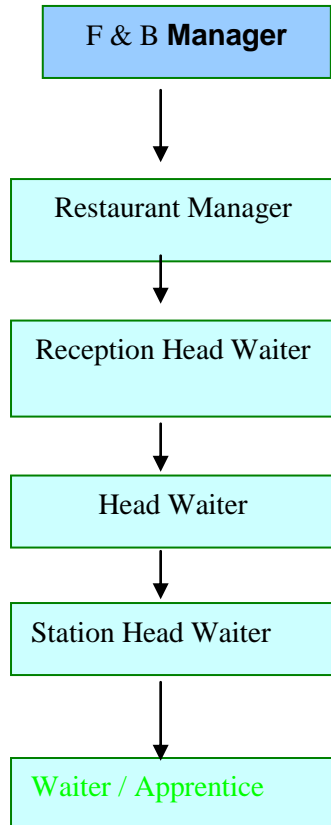 F & B Manager
Restaurant Manager
Reception Head Waiter
Head Waiter
Station Head Waiter
Waiter / Apprentice